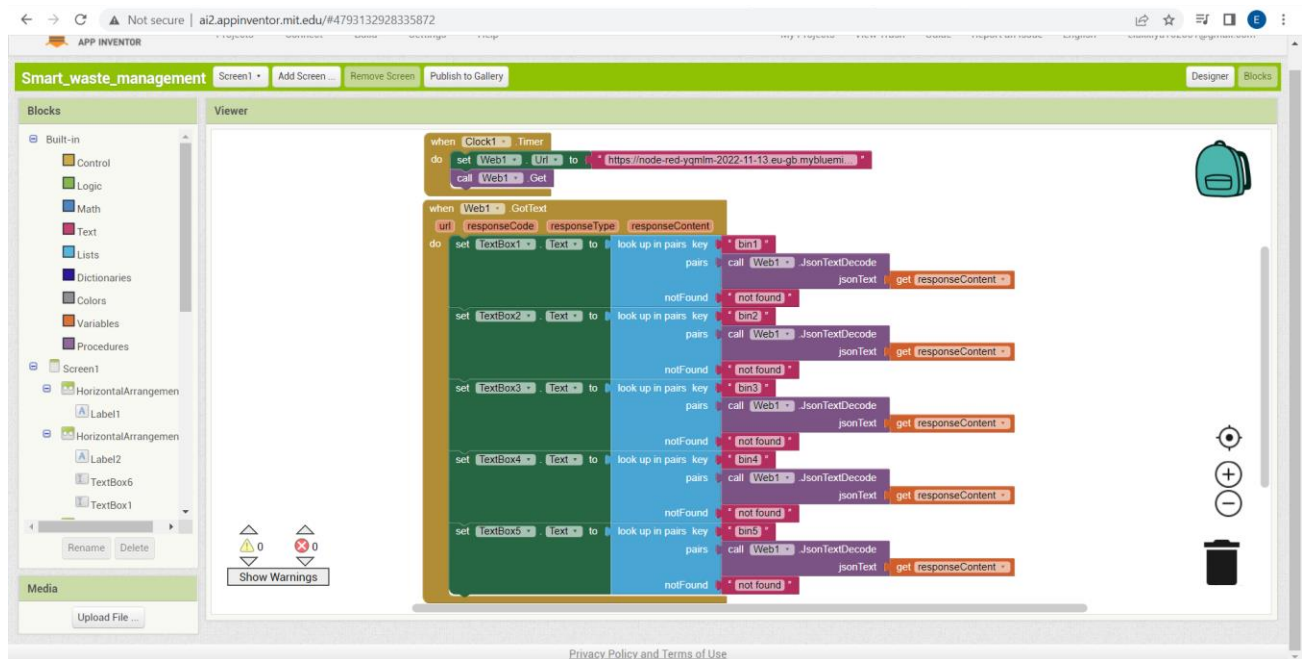 Not secure | ai2.appinventor.mit.edu/#4793132928335872
E
APP INVENTOR
Smart_waste_management Screen1 Add Screen ... Remove Screen Publish to Gallery Designer Blocks
Blocks
Viewer
Built-in
Control
Logic
Math
Text
Lists
Dictionaries
Colors
Variables
Procedures
Screen1
HorizontalArrangemen
Label1
HorizontalArrangemen
Label2
TextBox6
TextBox1
Rename Delete
Media
Upload File ...
when Clock1 . Timer
do set Web1 . Url to " https://node-red-yqmlm-2022-11-13.eu-gb.mybluemi... "
call Web1 .Get
when Web1 . GotText
url responseCode responseType responseContent
do set TextBox1 . Text to look up in pairs key " bin1 "
pairs call Web1 .JsonTextDecode
jsonText get responseContent
notFound " not found "
set TextBox2 . Text to look up in pairs key " bin2 "
pairs call Web1 .JsonTextDecode
jsonText get responseContent
notFound " not found "
set TextBox3 . Text to look up in pairs key " bin3 "
pairs call Web1 .JsonTextDecode
jsonText get responseContent
notFound " not found "
set TextBox4 . Text to look up in pairs key " bin4 "
pairs call Web1 .JsonTextDecode
jsonText get responseContent
notFound " not found "
set TextBox5 . Text to look up in pairs key " bin5 "
pairs call Web1 .JsonTextDecode
jsonText get responseContent
notFound " not found "
0 0
Show Warnings
Privacy Policy and Terms of Use